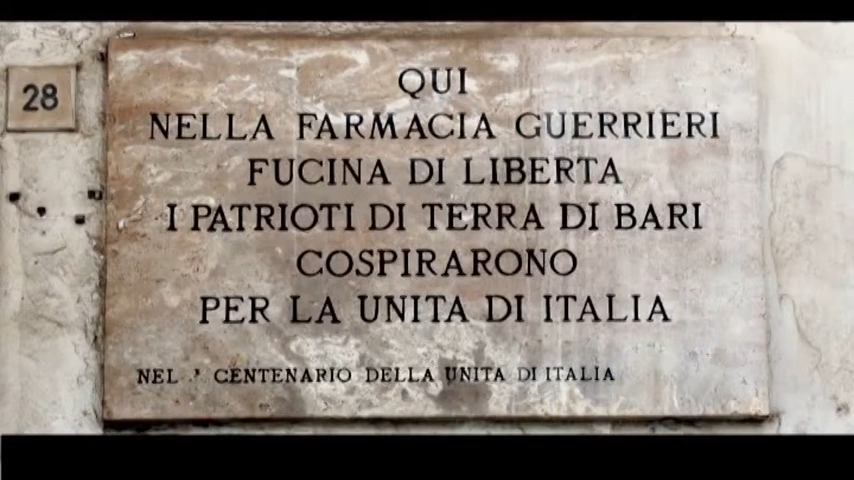 28
QUI
NELLA FARMACIA GUERRIERI
FUCINA DI LIBERTA
I PATRIOTI DI TERRA DI BARI
COSPIRARONO
PER LA UNITA DI ITALIA
NEL CENTENARIO DELLA UNITA DI ITALIA